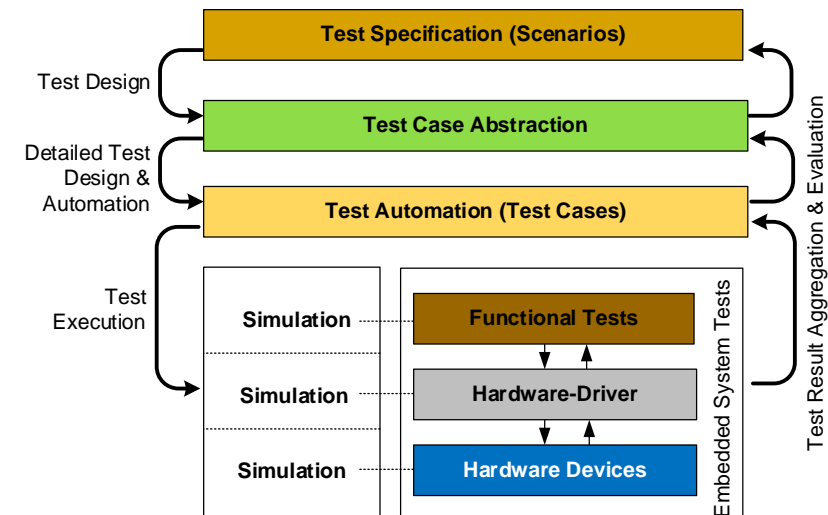 Test Specification (Scenarios)
Test Design
Test Case Abstraction
Detailed Test
Design &
Automation
Test Automation (Test Cases)
Test
Execution
Simulation
Functional Tests
Simulation
Hardware-Driver
Simulation
Hardware Devices
Embedded System Tests
Test Result Aggregation & Evaluation